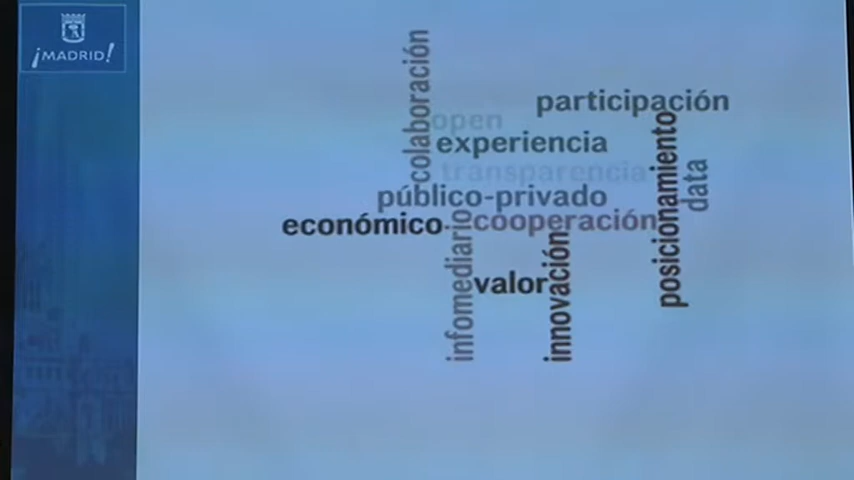 ¡MADRID!
colaboración
participación
open
experiencia
transparencia
público-privado
data
posicionamiento
económico
cooperación
infomediario
valor
innovación